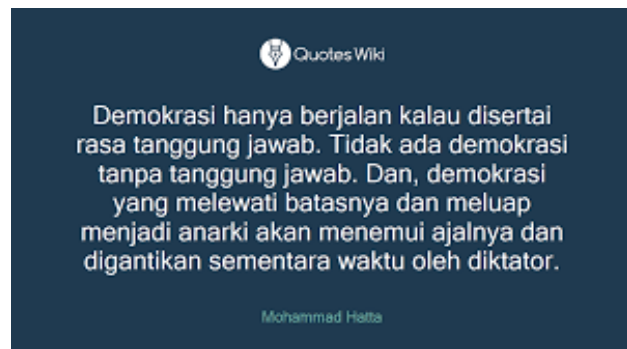 Quotes Wiki
Demokrasi hanya berjalan kalau disertai
rasa tanggung jawab. Tidak ada demokrasi
tanpa tanggung jawab. Dan, demokrasi
yang melewati batasnya dan meluap
menjadi anarki akan menemui ajalnya dan
digantikan sementara waktu oleh diktator.
Mohammad Hatta